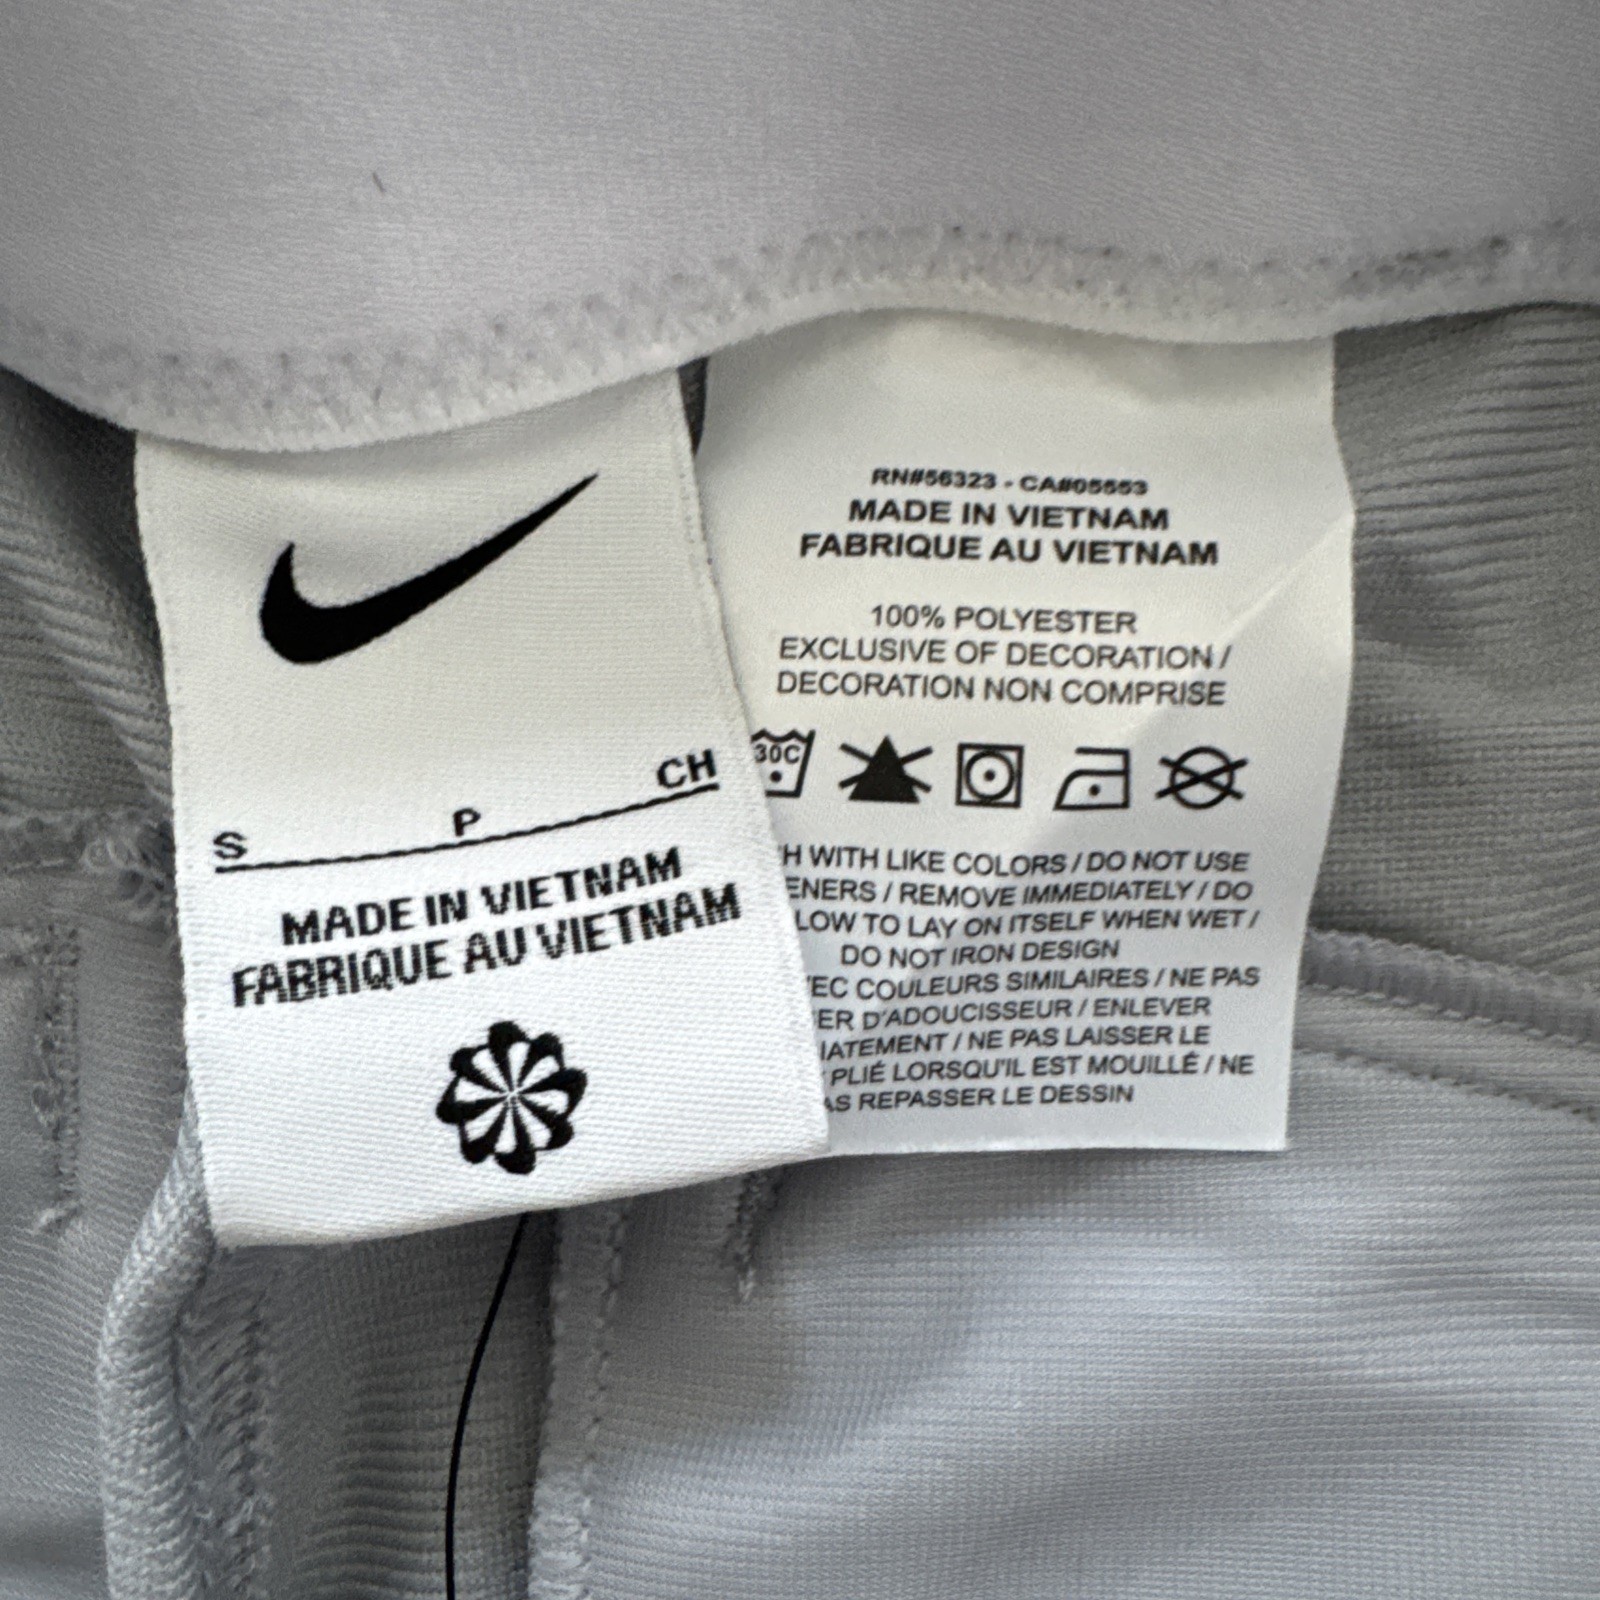 S P CH
MADE IN VIETNAM
FABRIQUE AU VIETNAM
RN#56323 - CA#05553
MADE IN VIETNAM
FABRIQUE AU VIETNAM
100% POLYESTER
EXCLUSIVE OF DECORATION /
DECORATION NON COMPRISE
30C
H WITH LIKE COLORS / DO NOT USE
ENERS / REMOVE IMMEDIATELY / DO
LOW TO LAY ON ITSELF WHEN WET /
DO NOT IRON DESIGN
EC COULEURS SIMILAIRES / NE PAS
ER D'ADOUCISSEUR / ENLEVER
IATEMENT / NE PAS LAISSER LE
PLIÉ LORSQU'IL EST MOUILLÉ / NE
AS REPASSER LE DESSIN